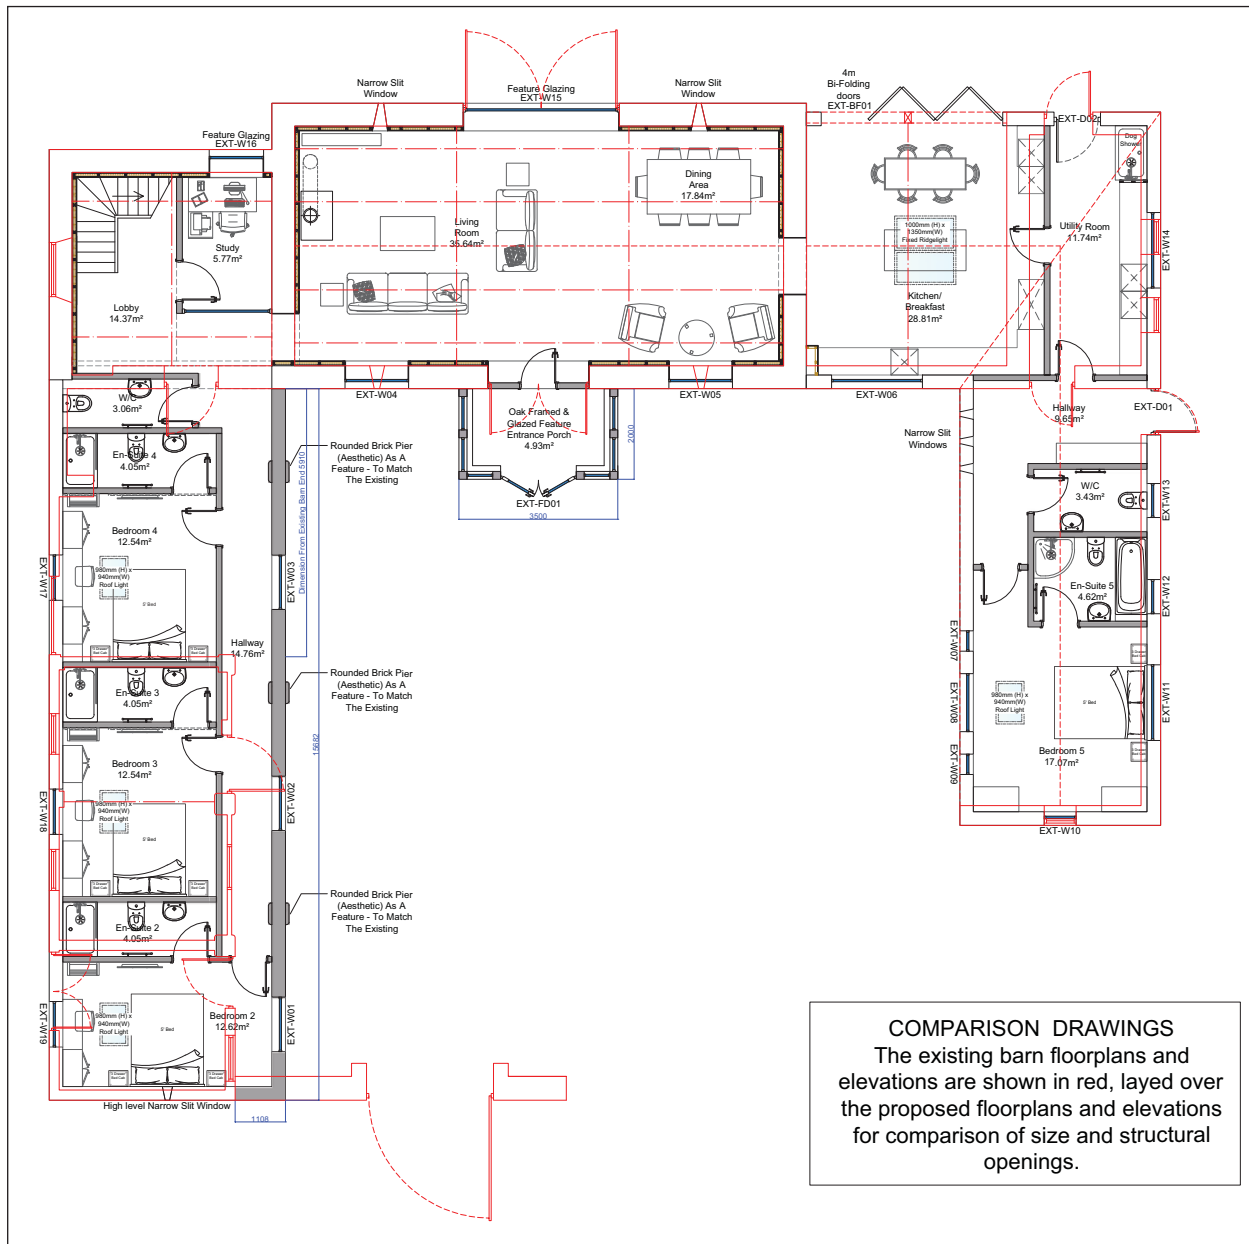 4m
Bi-Folding
doors
EXT-BF01
Narrow Slit
Window
Feature Glazing
EXT-W15
Narrow Slit
Window
EXT-D02
Feature Glazing
EXT-W16
Dog
Shower
Dining
Area
17.84m²
Living
Room
35.64m²
Study
5.77m²
1000mm (H) x
1350mm(W)
Fixed Ridgelight
Utility Room
11.74m²
EXT-W14
Kitchen/
Breakfast
28.81m²
Lobby
14.37m²
EXT-W04
EXT-W05
EXT-W06
W/C
3.06m²
Oak Framed &
Glazed Feature
Entrance Porch
4.93m²
2000
Hallway
9.65m²
EXT-D01
Narrow Slit
Windows
Rounded Brick Pier
(Aesthetic) As A
Feature - To Match
The Existing
En-Suite 4
4.05m²
Dimension From Existing Barn End 5910
EXT-FD01
3500
W/C
3.43m²
EXT-W13
Bedroom 4
12.54m²
980mm (H) x
940mm(W)
Roof Light
EXT-W17
EXT-W03
5' Bed
Hallway
14.76m²
En-Suite 5
4.62m²
EXT-W12
EXT-W07
En-Suite 3
4.05m²
Rounded Brick Pier
(Aesthetic) As A
Feature - To Match
The Existing
15682
980mm (H) x
940mm(W)
Roof Light
5' Bed
EXT-W08
EXT-W11
Bedroom 5
17.07m²
EXT-W09
Bedroom 3
12.54m²
980mm (H) x
940mm(W)
Roof Light
EXT-W18
EXT-W02
5' Bed
EXT-W10
Rounded Brick Pier
(Aesthetic) As A
Feature - To Match
The Existing
En-Suite 2
4.05m²
Bedroom 2
12.62m²
980mm (H) x
940mm(W)
Roof Light
EXT-W19
EXT-W01
5' Bed
High level Narrow Slit Window
1108
COMPARISON DRAWINGS
The existing barn floorplans and
elevations are shown in red, layed over
the proposed floorplans and elevations
for comparison of size and structural
openings.